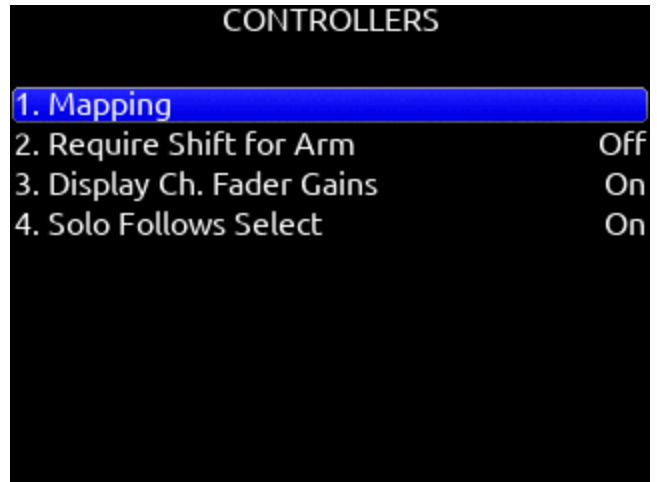 CONTROLLERS
1. Mapping
2. Require Shift for Arm Off
3. Display Ch. Fader Gains On
4. Solo Follows Select On